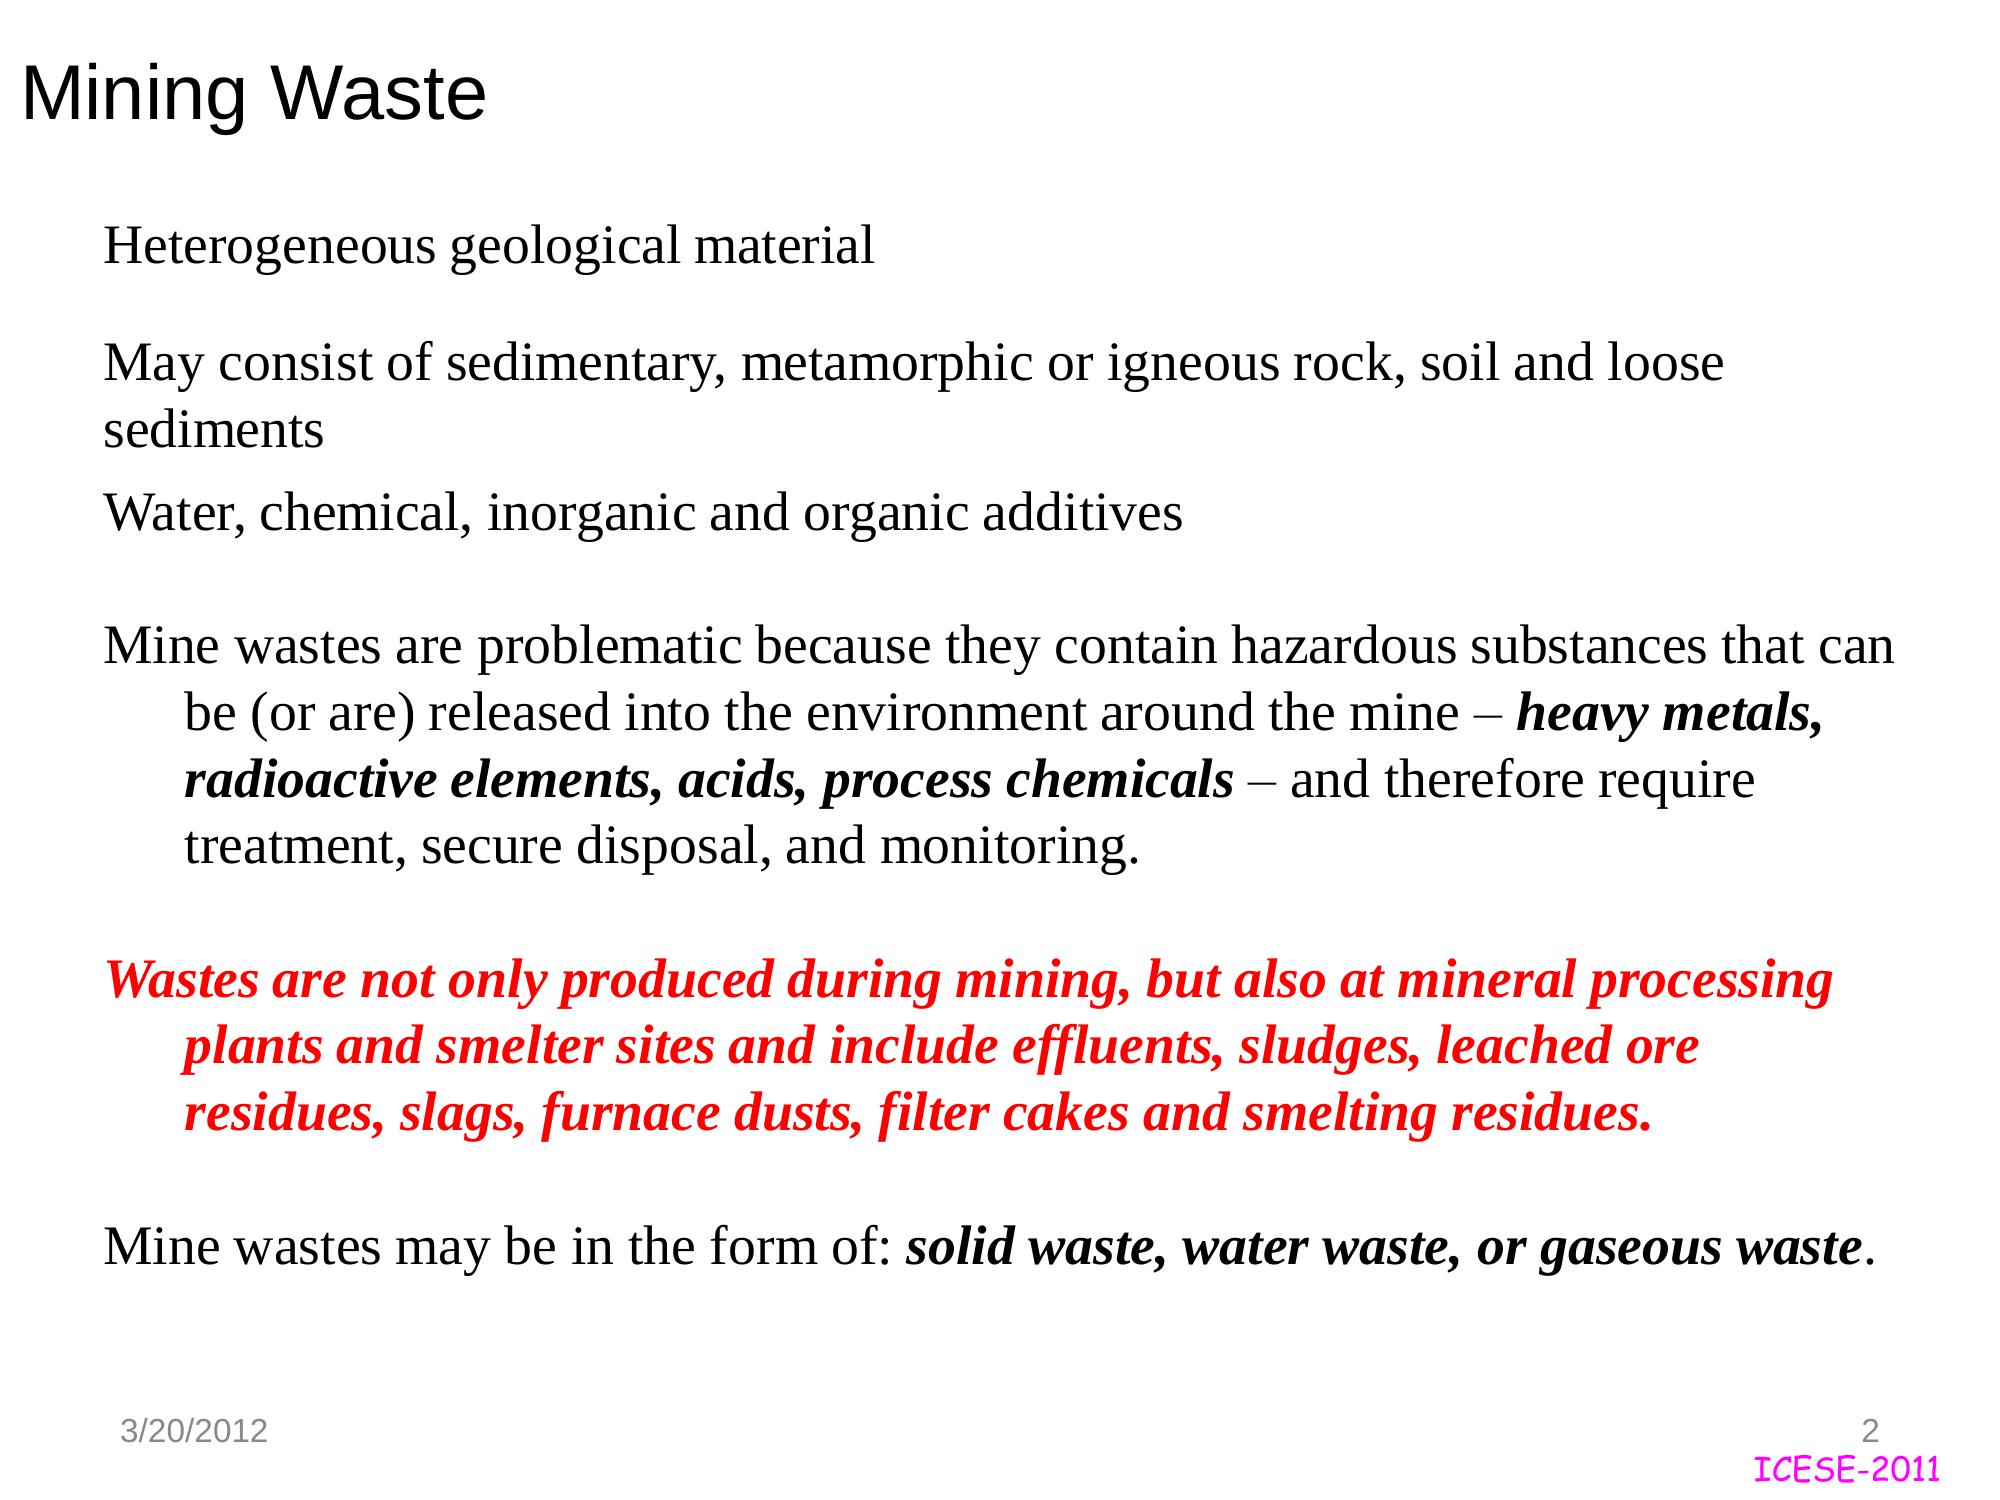 Mining Waste
Heterogeneous geological material
May consist of sedimentary, metamorphic or igneous rock, soil and loose
sediments
Water, chemical, inorganic and organic additives
Mine wastes are problematic because they contain hazardous substances that can
be (or are) released into the environment around the mine – heavy metals,
radioactive elements, acids, process chemicals – and therefore require
treatment, secure disposal, and monitoring.
Wastes are not only produced during mining, but also at mineral processing
plants and smelter sites and include effluents, sludges, leached ore
residues, slags, furnace dusts, filter cakes and smelting residues.
Mine wastes may be in the form of: solid waste, water waste, or gaseous waste.
3/20/2012
2
ICESE-2011